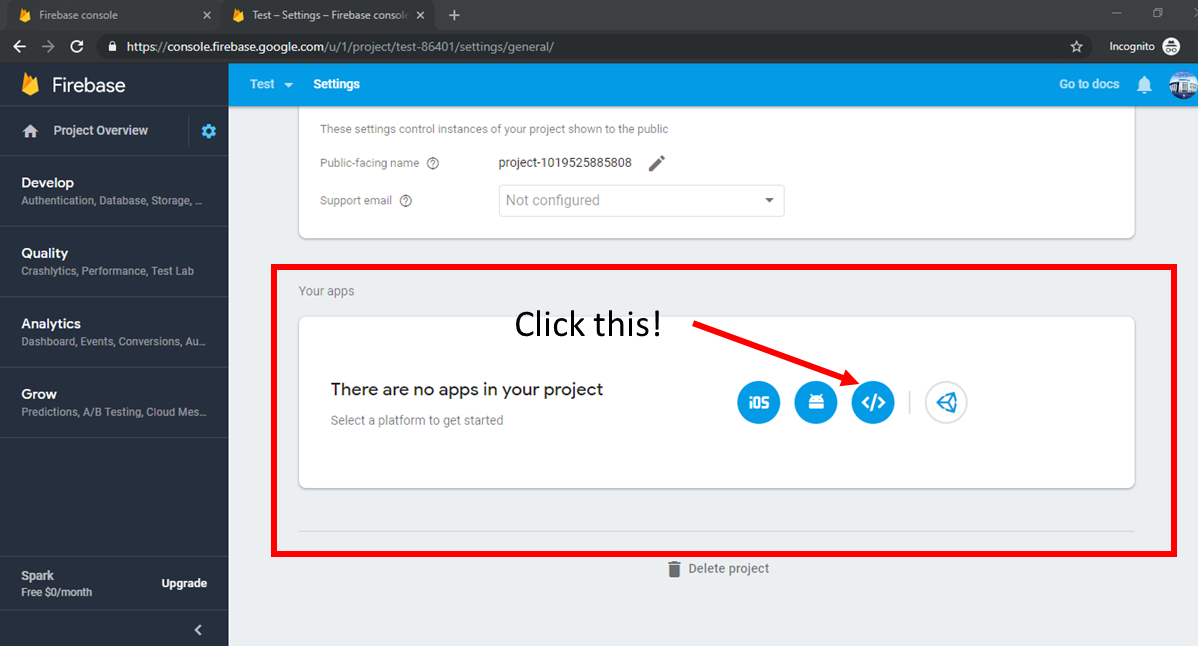 Firebase console
Test – Settings – Firebase console
https://console.firebase.google.com/u/1/project/test-86401/settings/general/
Incognito
Firebase
Test
Settings
Go to docs
Project Overview
These settings control instances of your project shown to the public
Public-facing name
project-1019525885808
Support email
Not configured
Develop
Authentication, Database, Storage, ...
Quality
Crashlytics, Performance, Test Lab
Analytics
Dashboard, Events, Conversions, Au...
Grow
Predictions, A/B Testing, Cloud Mes...
Your apps
Click this!
There are no apps in your project
Select a platform to get started
iOS
</>
Delete project
Spark
Free $0/month
Upgrade